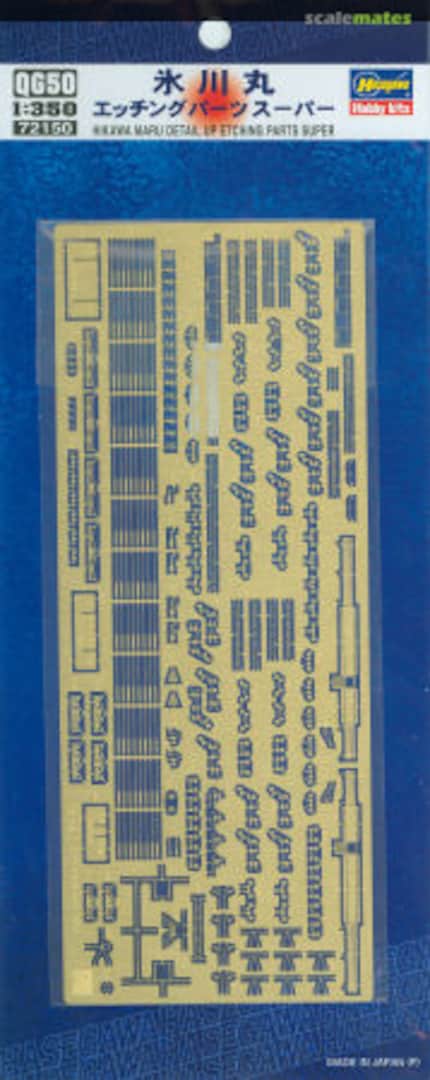 scalemates
QG50
1:350
72150
氷川丸
エッチングパーツ スーパー
HIKAWA MARU DETAIL UP ETCHING PARTS SUPER
Hasegawa
Hobby kits
MADE IN JAPAN (P)